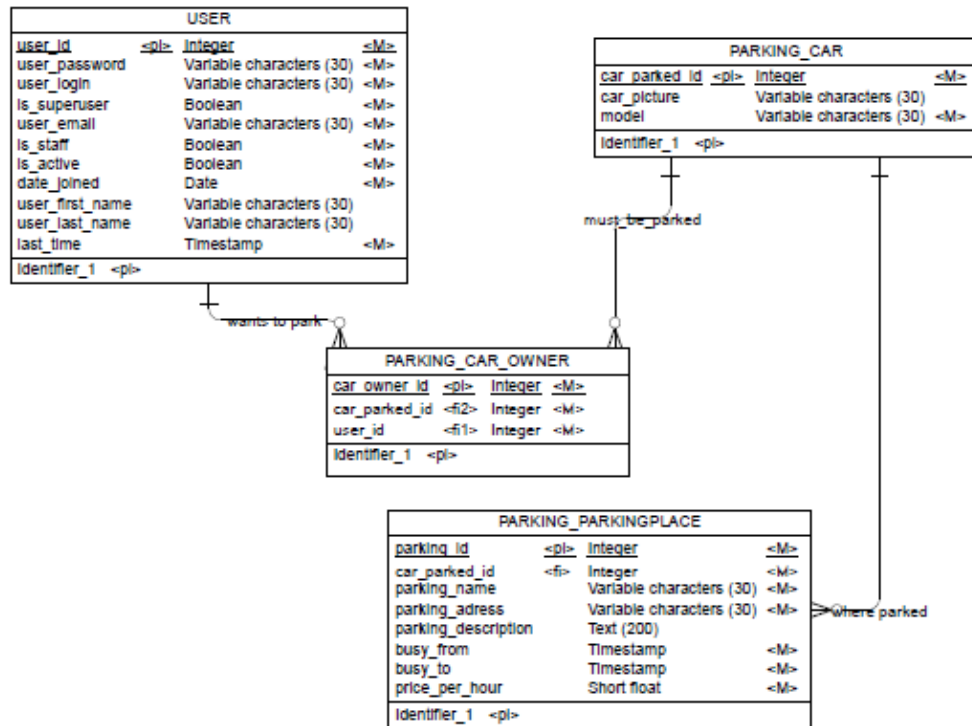 USER
user_id <pi> Integer <M>
user_password Variable characters (30) <M>
user_login Variable characters (30) <M>
is_superuser Boolean <M>
user_email Variable characters (30) <M>
is_staff Boolean <M>
is_active Boolean <M>
date_joined Date <M>
user_first_name Variable characters (30)
user_last_name Variable characters (30)
last_time Timestamp <M>
Identifier_1 <pi>
PARKING_CAR
car_parked_id <pi> Integer <M>
car_picture Variable characters (30)
model Variable characters (30) <M>
Identifier_1 <pi>
must_be_parked
wants to park
PARKING_CAR_OWNER
car_owner_id <pi> Integer <M>
car_parked_id <fi2> Integer <M>
user_id <fi1> Integer <M>
Identifier_1 <pi>
PARKING_PARKINGPLACE
parking_id <pi> Integer <M>
car_parked_id <fi> Integer <M>
parking_name Variable characters (30) <M>
parking_adress Variable characters (30) <M>
parking_description Text (200)
busy_from Timestamp <M>
busy_to Timestamp <M>
price_per_hour Short float <M>
Identifier_1 <pi>
where parked